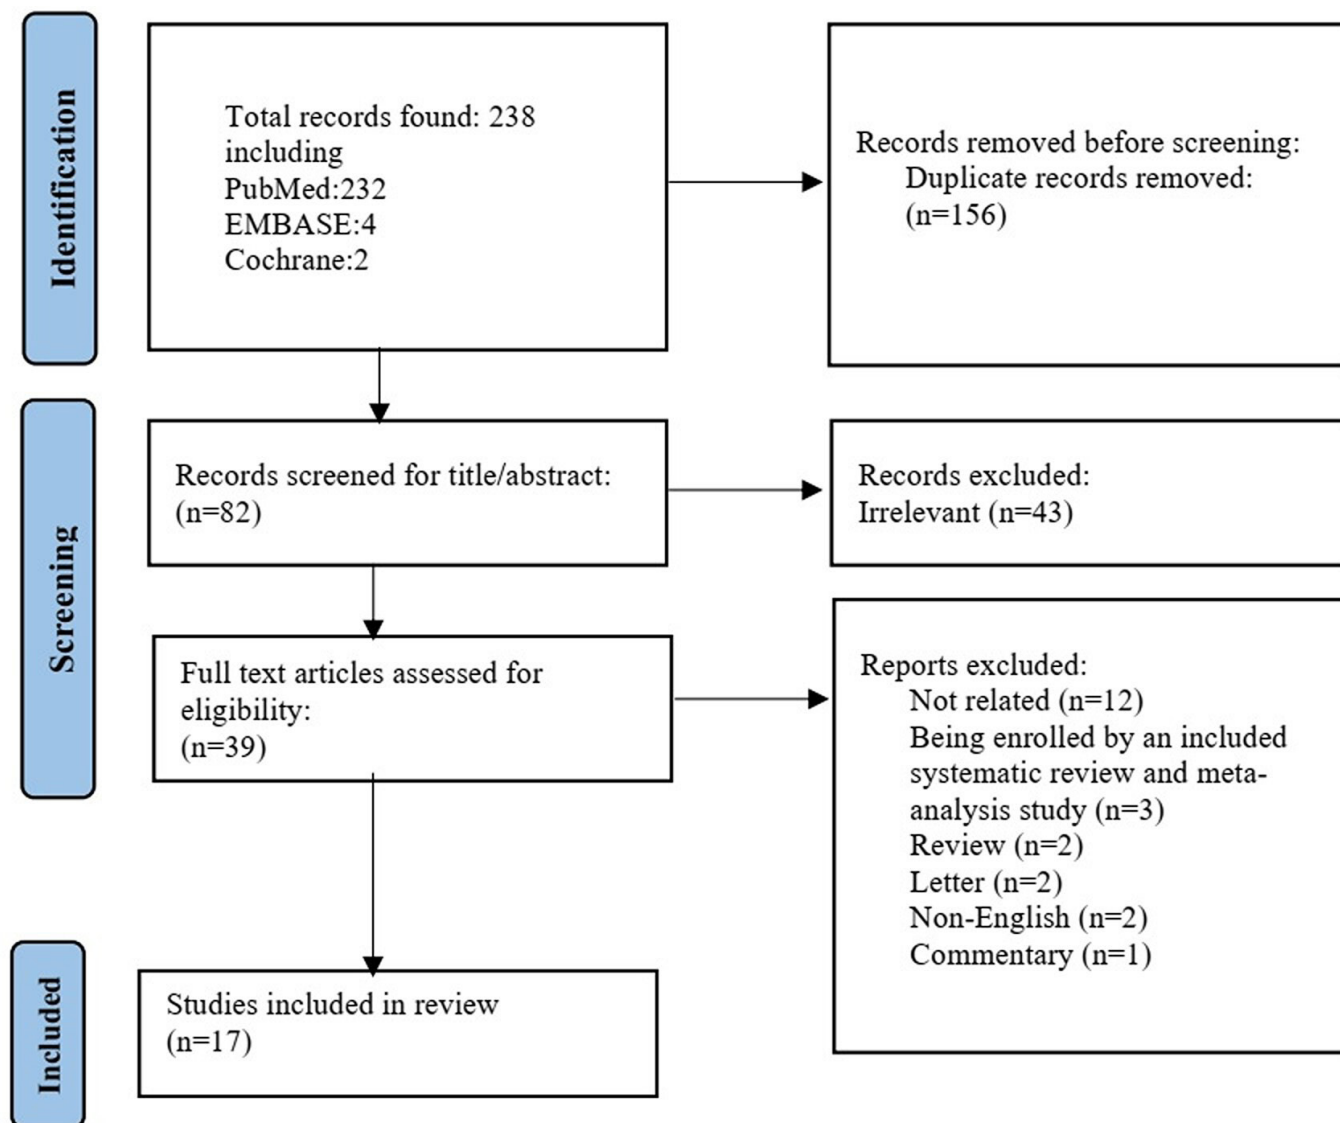 Identification
Total records found: 238
including
PubMed:232
EMBASE:4
Cochrane:2
Records removed before screening:
Duplicate records removed:
(n=156)
Screening
Records screened for title/abstract:
(n=82)
Records excluded:
Irrelevant (n=43)
Full text articles assessed for
eligibility:
(n=39)
Reports excluded:
Not related (n=12)
Being enrolled by an included
systematic review and meta-
analysis study (n=3)
Review (n=2)
Letter (n=2)
Non-English (n=2)
Commentary (n=1)
Included
Studies included in review
(n=17)